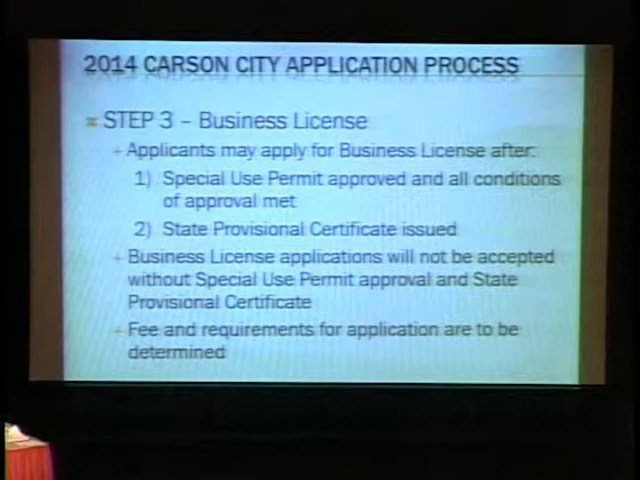 2014 CARSON CITY APPLICATION PROCESS
STEP 3 – Business License
Applicants may apply for Business License after:
1) Special Use Permit approved and all conditions
of approval met
2) State Provisional Certificate issued
Business License applications will not be accepted
without Special Use Permit approval and State
Provisional Certificate
Fee and requirements for application are to be
determined